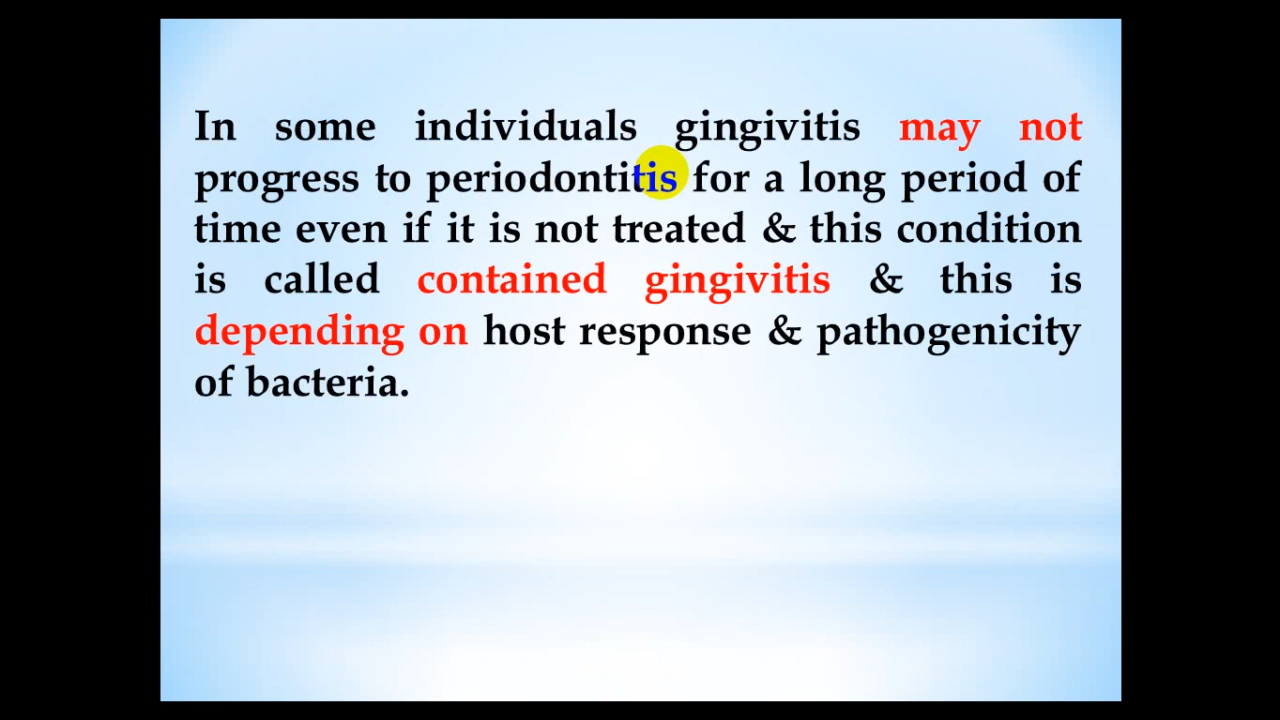 In some individuals gingivitis may not
progress to periodontitis for a long period of
time even if it is not treated & this condition
is called contained gingivitis & this is
depending on host response & pathogenicity
of bacteria.